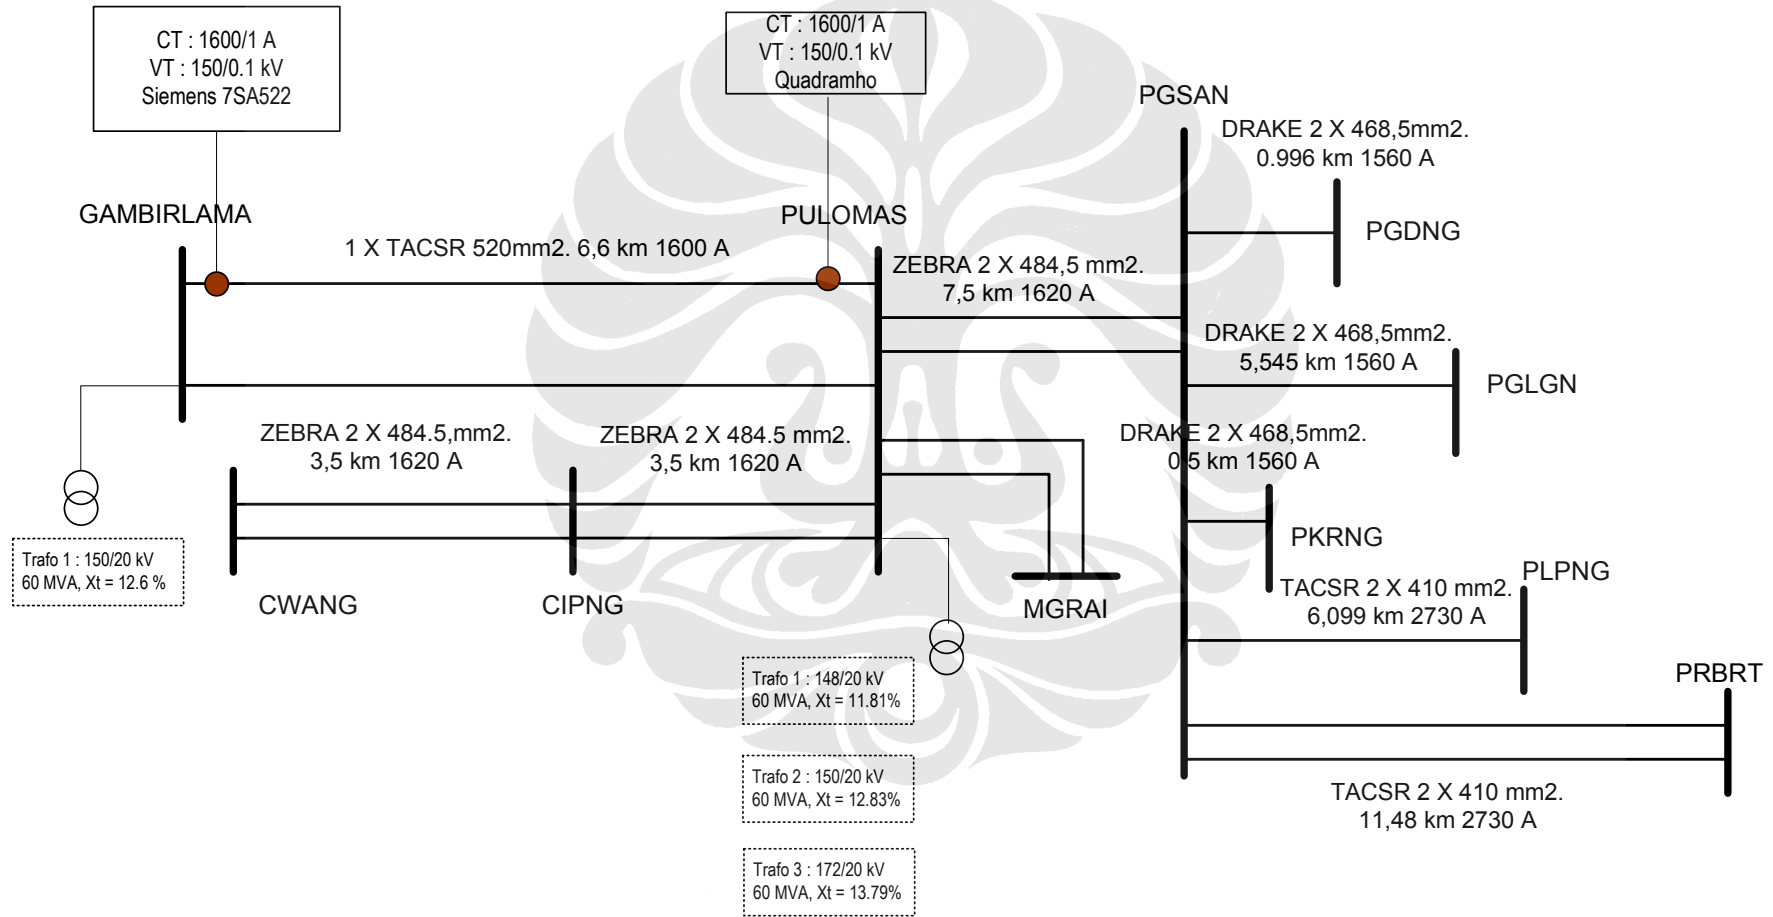 CT : 1600/1 A
VT : 150/0.1 kV
Siemens 7SA522
CT : 1600/1 A
VT : 150/0.1 kV
Quadramho
PGSAN
DRAKE 2 X 468,5mm2.
0.996 km 1560 A
PGDNG
GAMBIRLAMA
1 X TACSR 520mm2. 6,6 km 1600 A
PULOMAS
ZEBRA 2 X 484,5 mm2.
7,5 km 1620 A
DRAKE 2 X 468,5mm2.
5,545 km 1560 A
PGLGN
ZEBRA 2 X 484.5,mm2.
3,5 km 1620 A
ZEBRA 2 X 484.5 mm2.
3,5 km 1620 A
DRAKE 2 X 468,5mm2.
0,5 km 1560 A
PKRNG
Trafo 1 : 150/20 kV
60 MVA, Xt = 12.6 %
CWANG
CIPNG
MGRAI
PLPNG
TACSR 2 X 410 mm2.
6,099 km 2730 A
Trafo 1 : 148/20 kV
60 MVA, Xt = 11.81%
PRBRT
Trafo 2 : 150/20 kV
60 MVA, Xt = 12.83%
TACSR 2 X 410 mm2.
11,48 km 2730 A
Trafo 3 : 172/20 kV
60 MVA, Xt = 13.79%